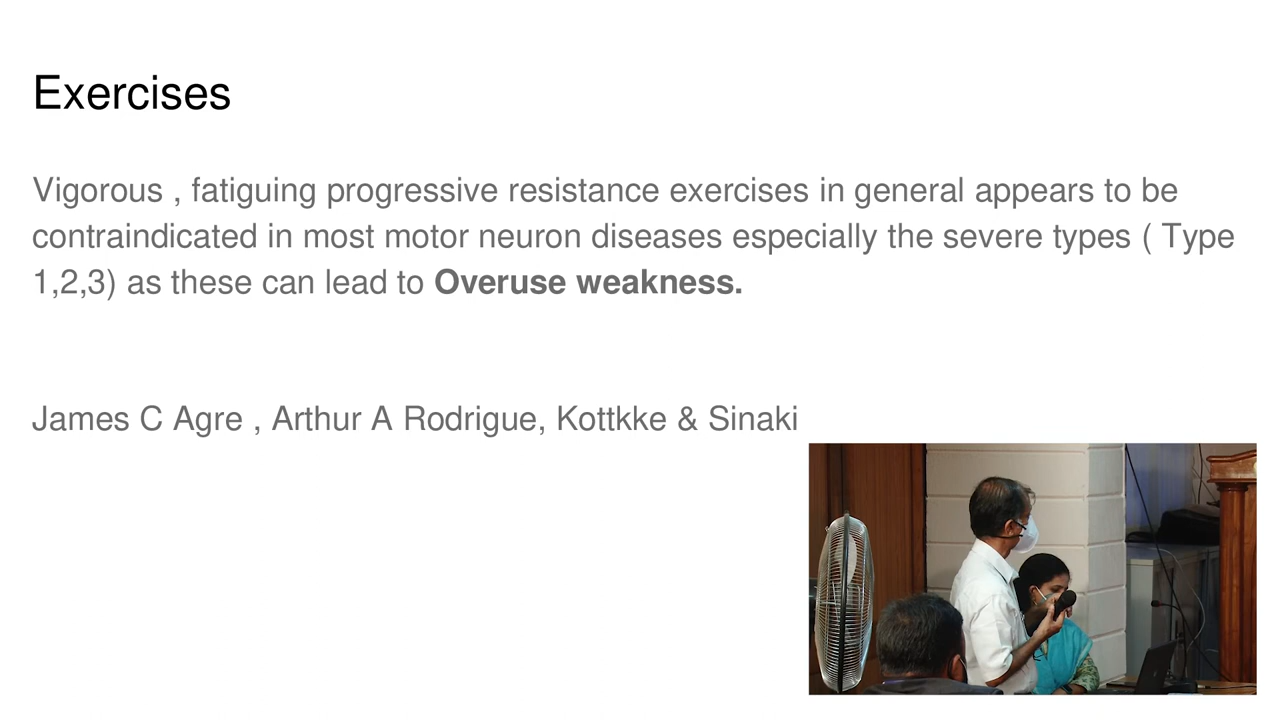 Exercises
Vigorous , fatiguing progressive resistance exercises in general appears to be
contraindicated in most motor neuron diseases especially the severe types ( Type
1,2,3) as these can lead to Overuse weakness.
James C Agre , Arthur A Rodrigue, Kottkke & Sinaki